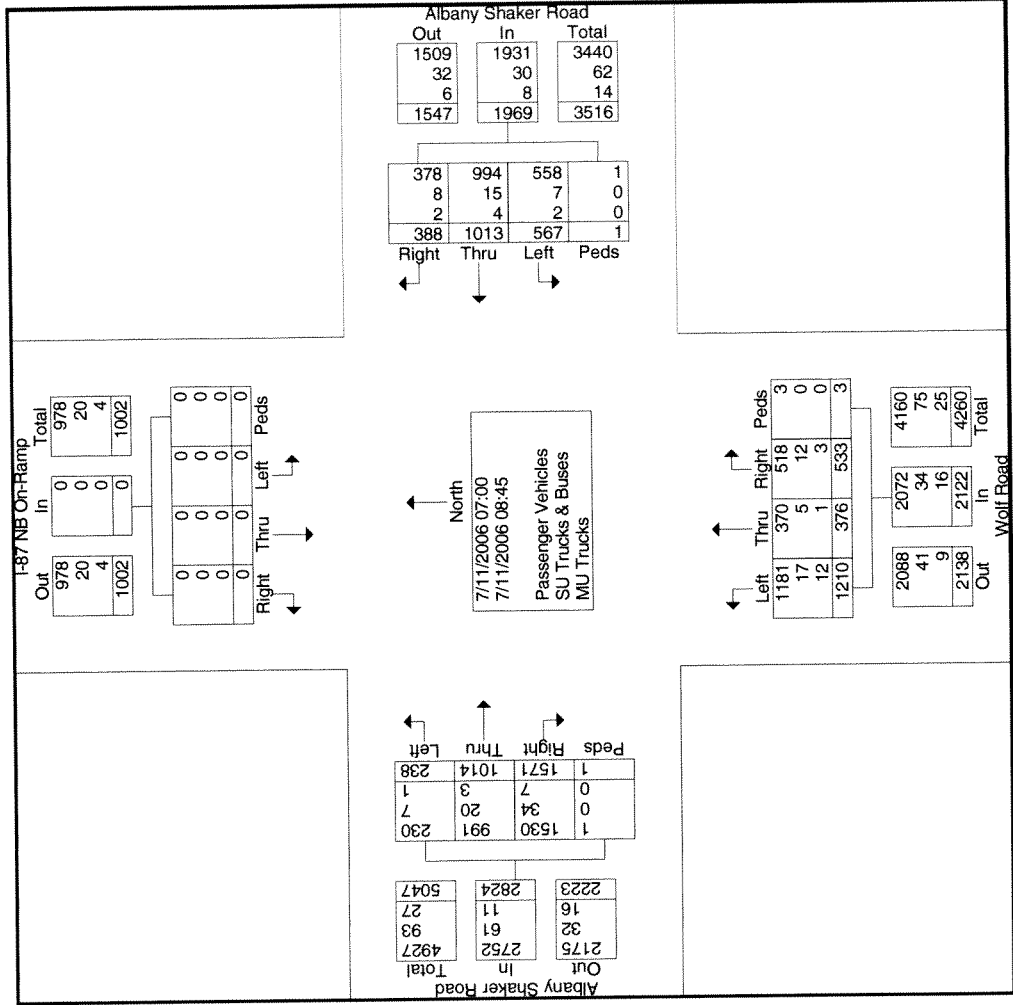 Albany Shaker Road
Out In Total
1509 1931 3440
32 30 62
6 8 14
1547 1969 3516
378 994 558 1
8 15 7 0
2 4 2 0
388 1013 567 1
Right Thru Left Peds
I-87 NB On-Ramp
Out In Total
978 0 978
20 0 20
4 0 4
1002 0 1002
0 0 0 0
0 0 0 0
0 0 0 0
0 0 0 0
Right Thru Left Peds
North
7/11/2006 07:00
7/11/2006 08:45
Passenger Vehicles
SU Trucks & Buses
MU Trucks
Left Thru Right Peds
1181 370 518 3
17 5 12 0
12 1 3 0
1210 376 533 3
2088 2072 4160
41 34 75
9 16 25
2138 2122 4260
Out In Total
Wolf Road
Left Thru Right Peds
238 1014 1571 1
1 3 7 0
7 20 34 0
230 991 1530 1
5047 2824 2223
27 11 16
93 61 32
4927 2752 2175
Total In Out
Albany Shaker Road